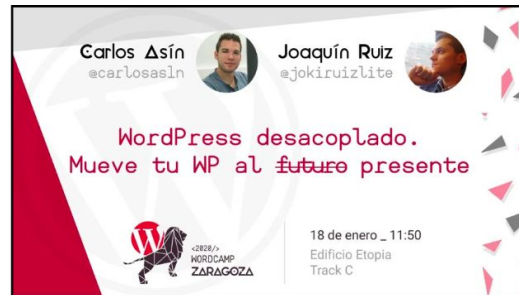 Carlos Asín
@carlosasln
Joaquín Ruiz
@jokiruizlite
WordPress desacoplado.
Mueve tu WP al futuro presente
<2020/>
WORDCAMP
ZARAGOZA
18 de enero _ 11:50
Edificio Etopia
Track C